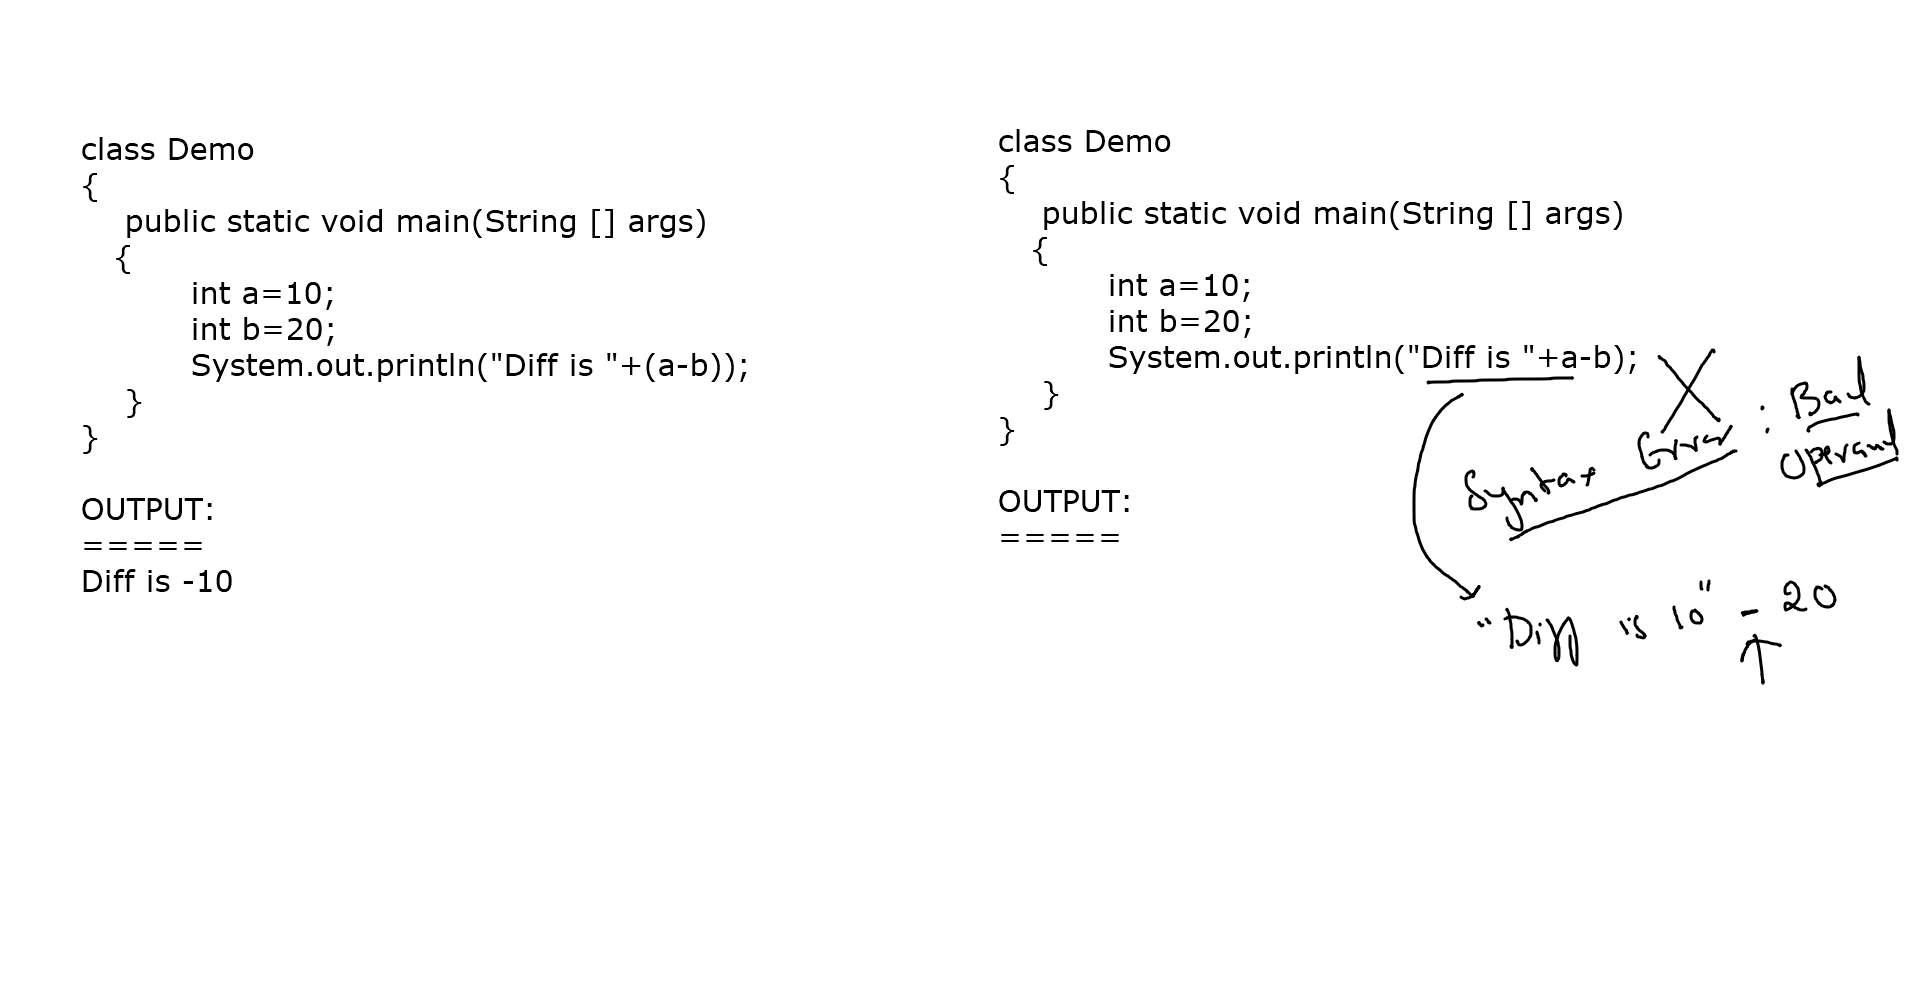 class Demo
{
public static void main(String [] args)
{
int a=10;
int b=20;
System.out.println("Diff is "+(a-b));
}
}
OUTPUT:
=====
Diff is -10
class Demo
{
public static void main(String [] args)
{
int a=10;
int b=20;
System.out.println("Diff is "+a-b);
}
}
OUTPUT:
=====
Syntax Error : Bad
Operand
"Diff is 10" - 20